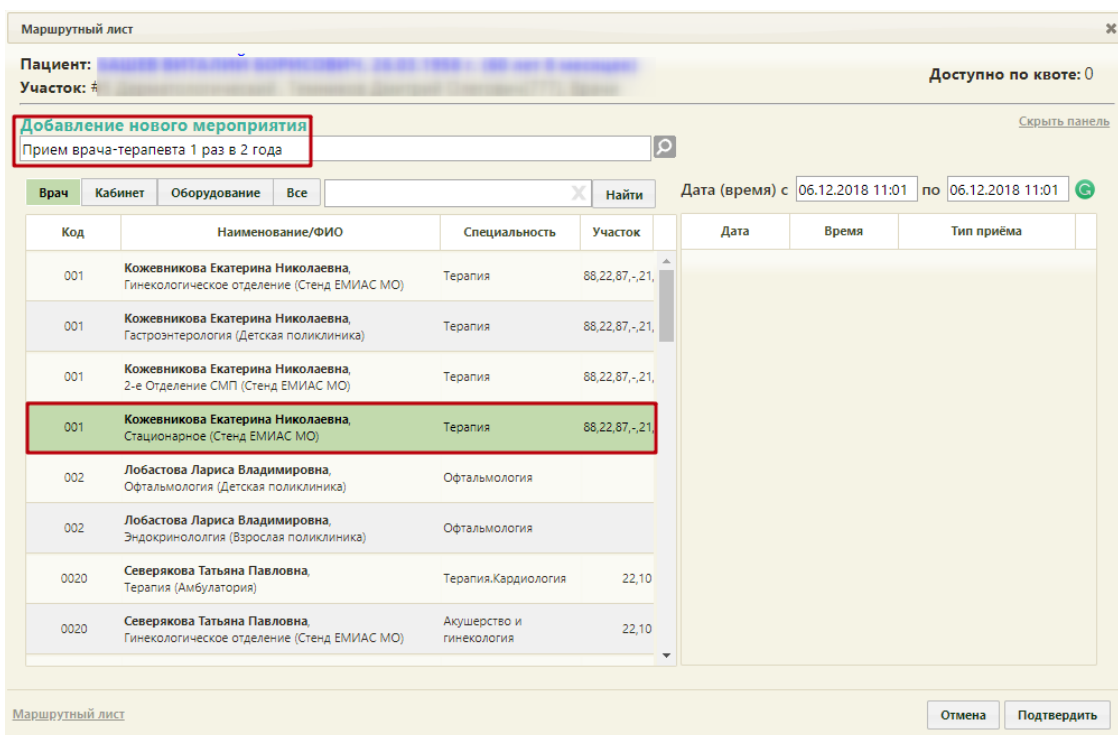 Маршрутный лист
Пациент:
Участок: #
Доступно по квоте: 0
Добавление нового мероприятия
Скрыть панель
Прием врача-терапевта 1 раз в 2 года
Врач Кабинет Оборудование Все Найти
Дата (время) с 06.12.2018 11:01 по 06.12.2018 11:01
Код Наименование/ФИО Специальность Участок
Дата Время Тип приёма
001 Кожевникова Екатерина Николаевна, Терапия 88,22,87,-,21,
Гинекологическое отделение (Стенд ЕМИАС МО)
001 Кожевникова Екатерина Николаевна, Терапия 88,22,87,-,21,
Гастроэнтерология (Детская поликлиника)
001 Кожевникова Екатерина Николаевна, Терапия 88,22,87,-,21,
2-е Отделение СМП (Стенд ЕМИАС МО)
001 Кожевникова Екатерина Николаевна, Терапия 88,22,87,-,21,
Стационарное (Стенд ЕМИАС МО)
002 Лобастова Лариса Владимировна, Офтальмология
Офтальмология (Детская поликлиника)
002 Лобастова Лариса Владимировна, Офтальмология
Эндокринололгия (Взрослая поликлиника)
0020 Северякова Татьяна Павловна, Терапия.Кардиология 22,10
Терапия (Амбулатория)
0020 Северякова Татьяна Павловна, Акушерство и 22,10
Гинекологическое отделение (Стенд ЕМИАС МО) гинекология
Маршрутный лист
Отмена Подтвердить